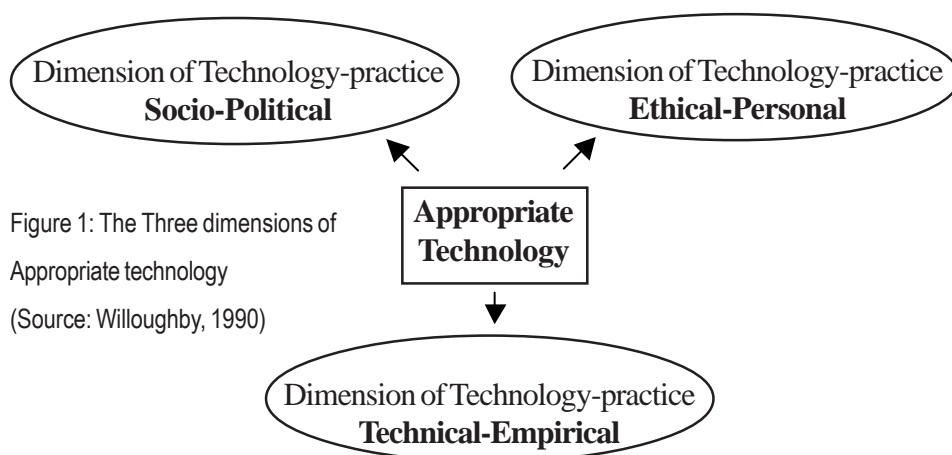 Dimension of Technology-practice
Socio-Political
Dimension of Technology-practice
Ethical-Personal
Appropriate
Technology
Figure 1: The Three dimensions of
Appropriate technology
(Source: Willoughby, 1990)
Dimension of Technology-practice
Technical-Empirical